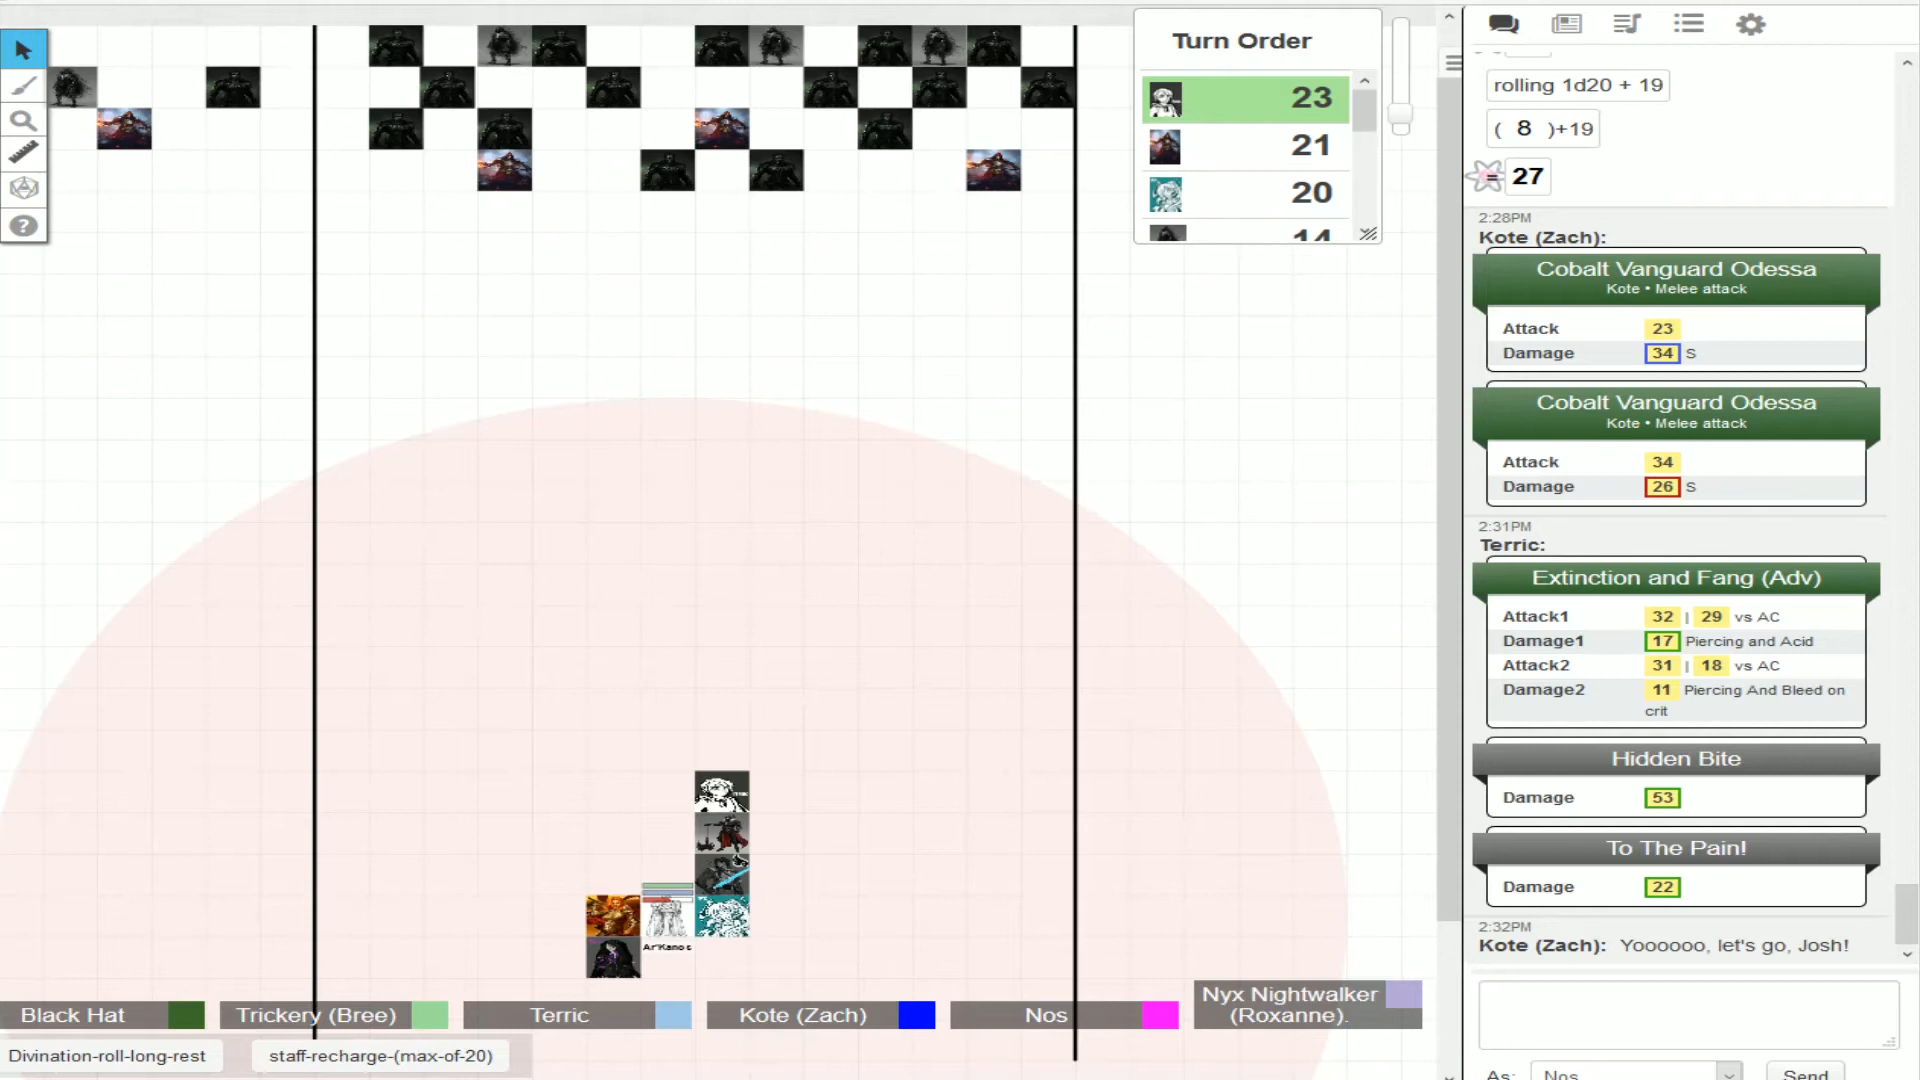 Turn Order
23
21
20
14
rolling 1d20 + 19
( 8 )+19
= 27
2:28PM
Kote (Zach):
Cobalt Vanguard Odessa
Kote • Melee attack
Attack 23
Damage 34 S
Cobalt Vanguard Odessa
Kote • Melee attack
Attack 34
Damage 26 S
2:31PM
Terric:
Extinction and Fang (Adv)
Attack1 32 | 29 vs AC
Damage1 17 Piercing and Acid
Attack2 31 | 18 vs AC
Damage2 11 Piercing And Bleed on
crit
Hidden Bite
Damage 53
To The Pain!
Damage 22
2:32PM
Kote (Zach): Yoooooo, let's go, Josh!
As: Nos Send
Ar'Kano s
Black Hat
Trickery (Bree)
Terric
Kote (Zach)
Nos
Nyx Nightwalker
(Roxanne).
Divination-roll-long-rest
staff-recharge-(max-of-20)